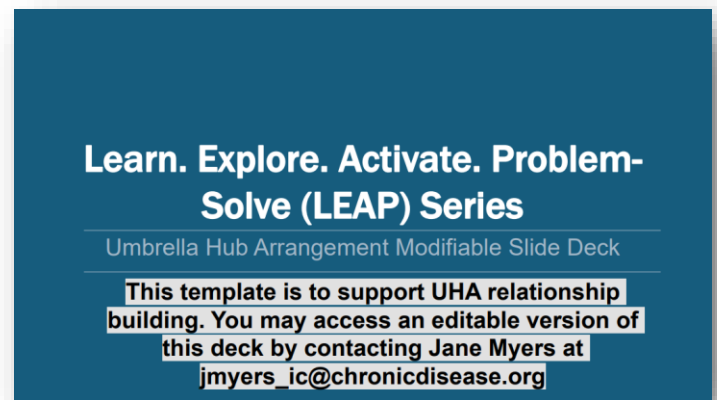 Learn. Explore. Activate. Problem-
Solve (LEAP) Series
Umbrella Hub Arrangement Modifiable Slide Deck
This template is to support UHA relationship
building. You may access an editable version of
this deck by contacting Jane Myers at
jmyers_ic@chronicdisease.org